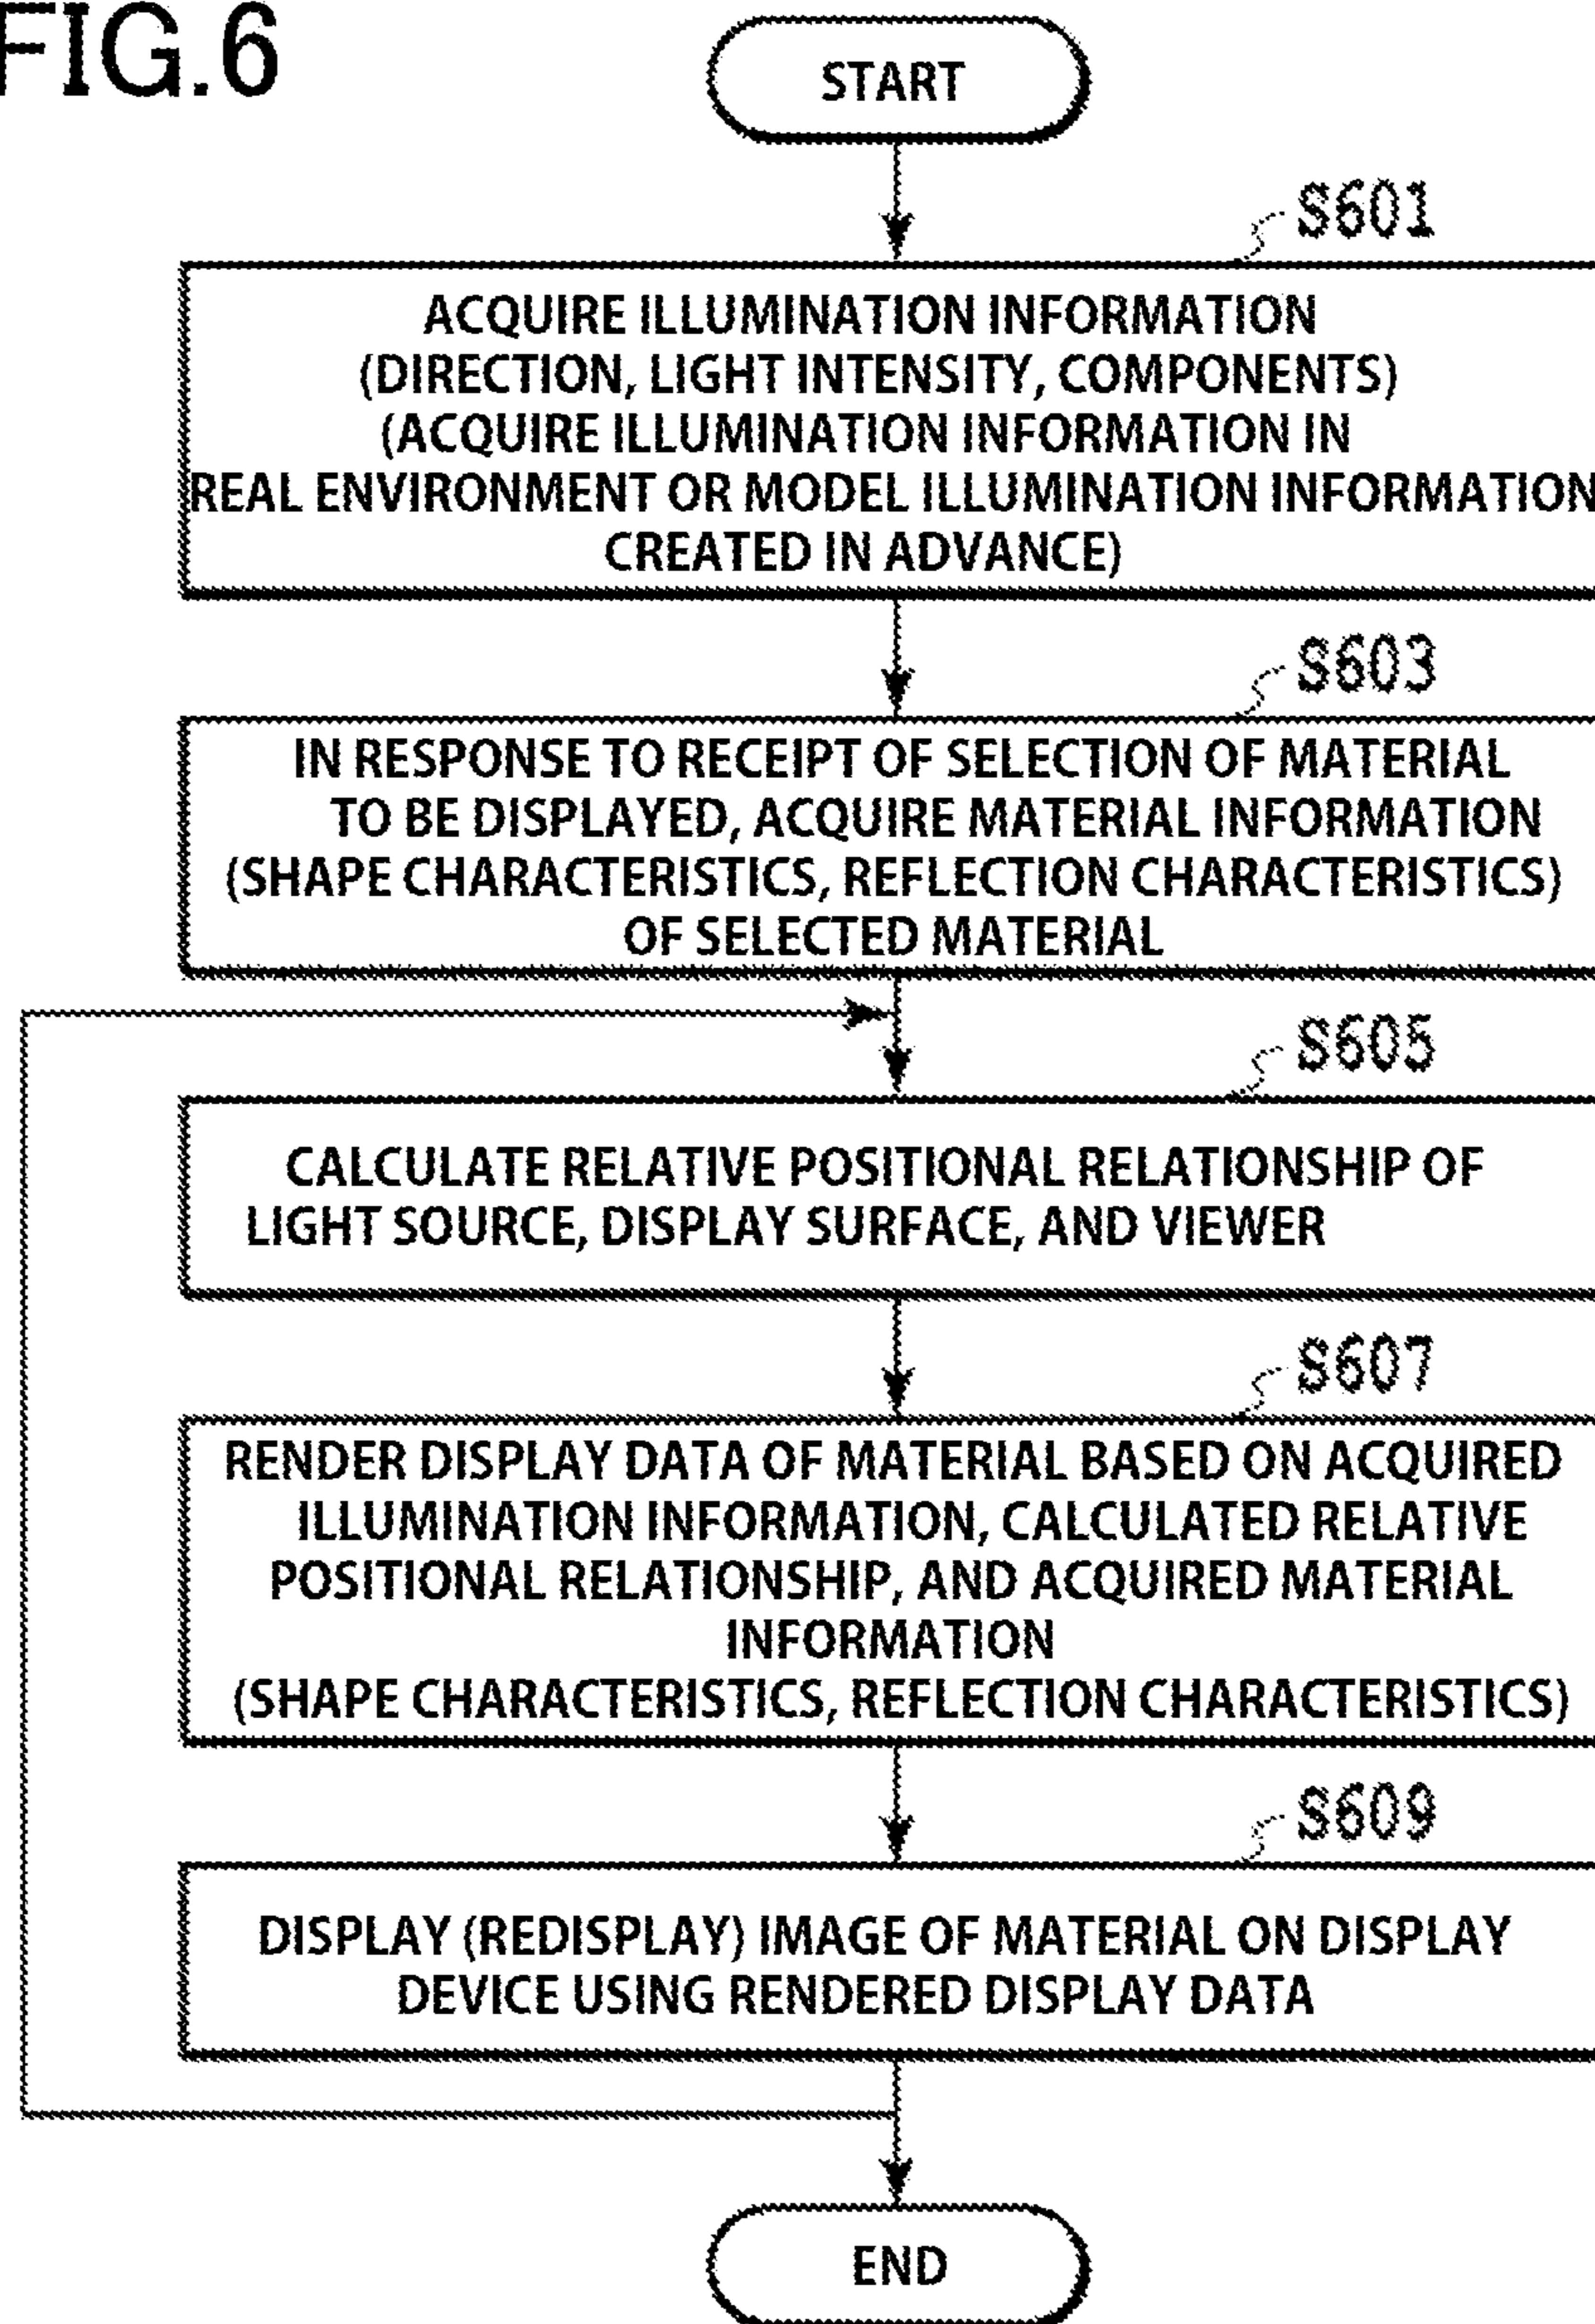 FIG.6
START
S601
ACQUIRE ILLUMINATION INFORMATION
(DIRECTION, LIGHT INTENSITY, COMPONENTS)
(ACQUIRE ILLUMINATION INFORMATION IN
REAL ENVIRONMENT OR MODEL ILLUMINATION INFORMATION
CREATED IN ADVANCE)
S603
IN RESPONSE TO RECEIPT OF SELECTION OF MATERIAL
TO BE DISPLAYED, ACQUIRE MATERIAL INFORMATION
(SHAPE CHARACTERISTICS, REFLECTION CHARACTERISTICS)
OF SELECTED MATERIAL
S605
CALCULATE RELATIVE POSITIONAL RELATIONSHIP OF
LIGHT SOURCE, DISPLAY SURFACE, AND VIEWER
S607
RENDER DISPLAY DATA OF MATERIAL BASED ON ACQUIRED
ILLUMINATION INFORMATION, CALCULATED RELATIVE
POSITIONAL RELATIONSHIP, AND ACQUIRED MATERIAL
INFORMATION
(SHAPE CHARACTERISTICS, REFLECTION CHARACTERISTICS)
S609
DISPLAY (REDISPLAY) IMAGE OF MATERIAL ON DISPLAY
DEVICE USING RENDERED DISPLAY DATA
END